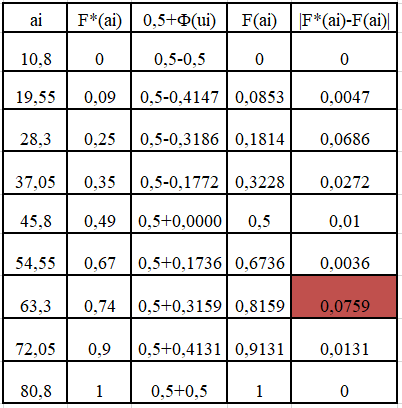 ai F*(ai) 0,5+Ф(ui) F(ai) |F*(ai)-F(ai)|
10,8 0 0,5-0,5 0 0
19,55 0,09 0,5-0,4147 0,0853 0,0047
28,3 0,25 0,5-0,3186 0,1814 0,0686
37,05 0,35 0,5-0,1772 0,3228 0,0272
45,8 0,49 0,5+0,0000 0,5 0,01
54,55 0,67 0,5+0,1736 0,6736 0,0036
63,3 0,74 0,5+0,3159 0,8159 0,0759
72,05 0,9 0,5+0,4131 0,9131 0,0131
80,8 1 0,5+0,5 1 0